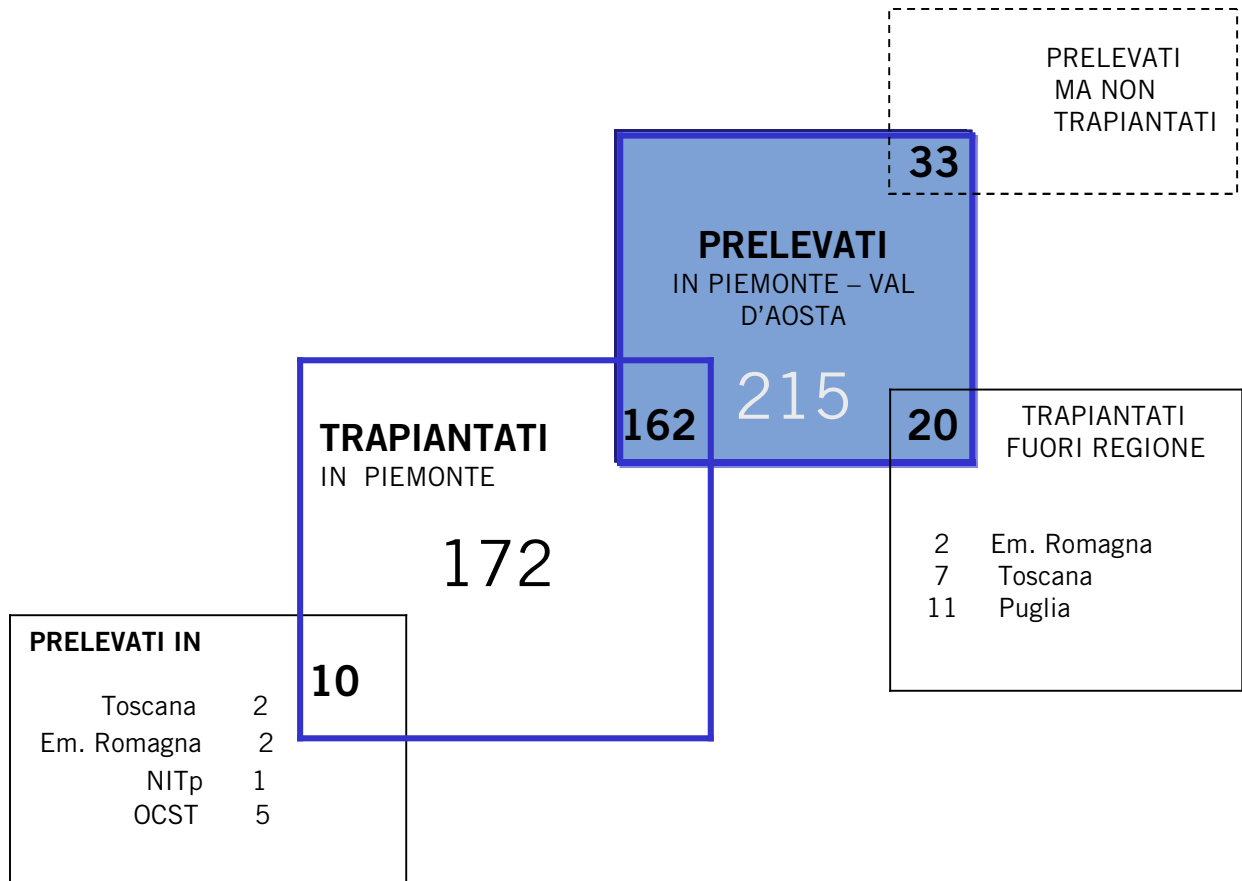 PRELEVATI
MA NON
TRAPIANTATI
33
PRELEVATI
IN PIEMONTE – VAL
D'AOSTA
215
162
20
TRAPIANTATI
FUORI REGIONE
2 Em. Romagna
7 Toscana
11 Puglia
TRAPIANTATI
IN PIEMONTE
172
10
PRELEVATI IN
Toscana 2
Em. Romagna 2
NITp 1
OCST 5